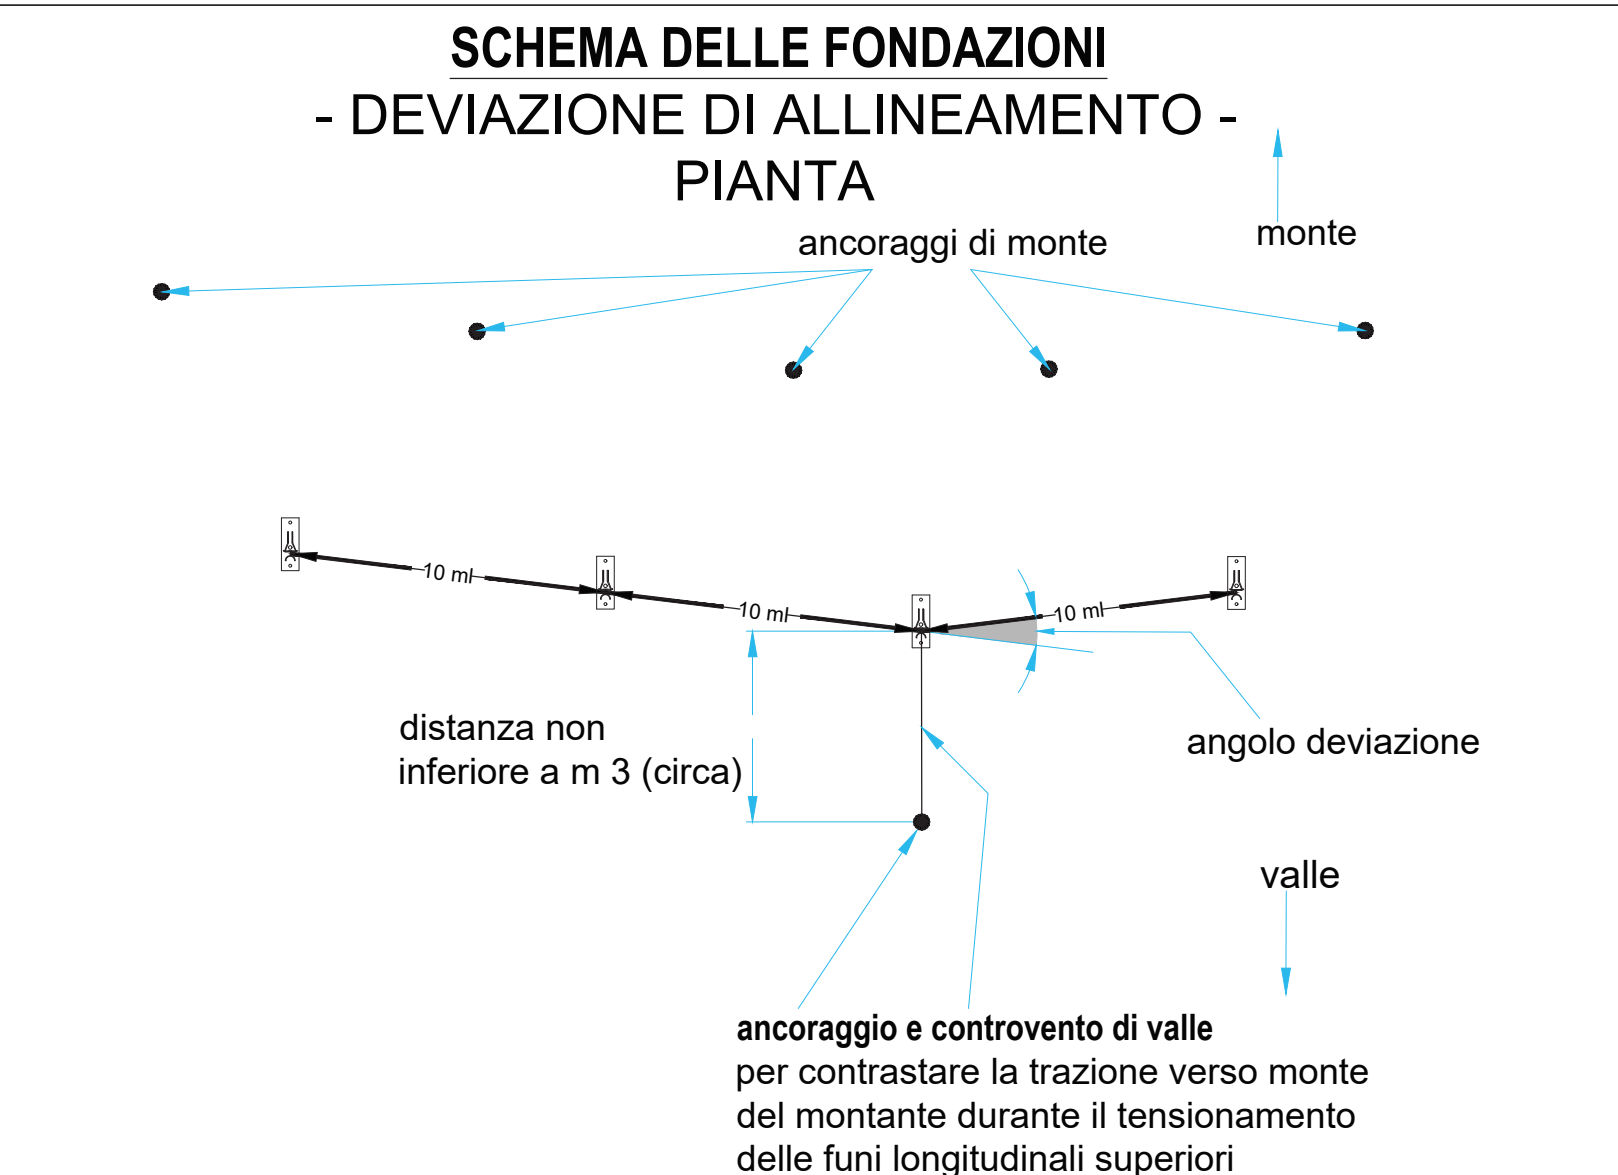 SCHEMA DELLE FONDAZIONI
- DEVIAZIONE DI ALLINEAMENTO -
PIANTA
ancoraggi di monte
monte
10 ml
10 ml
10 ml
distanza non
inferiore a m 3 (circa)
angolo deviazione
valle
ancoraggio e controvento di valle
per contrastare la trazione verso monte
del montante durante il tensionamento
delle funi longitudinali superiori